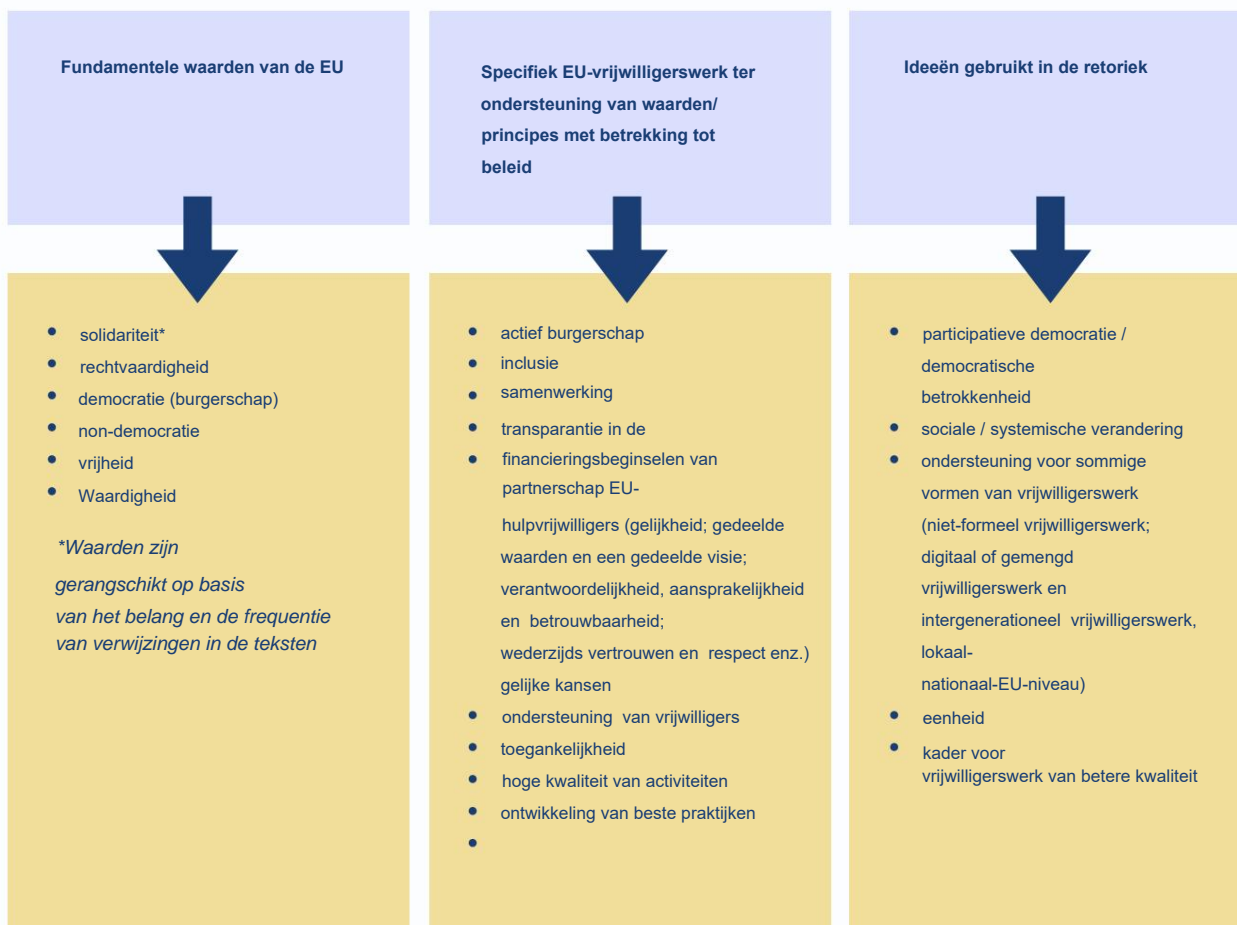 Fundamentele waarden van de EU
• solidariteit*
• rechtvaardigheid
• democratie (burgerschap)
• non-democratie
• vrijheid
• Waardigheid
*Waarden zijn
gerangschikt op basis
van het belang en de frequentie
van verwijzingen in de teksten
Specifiek EU-vrijwilligerswerk ter
ondersteuning van waarden/
principes met betrekking tot
beleid
• actief burgerschap
• inclusie
• samenwerking
• transparantie in de
• financieringsbeginselen van
partnerschap EU-
hulpvrijwilligers (gelijkheid; gedeelde
waarden en een gedeelde visie;
verantwoordelijkheid, aansprakelijkheid
en betrouwbaarheid;
wederzijds vertrouwen en respect enz.)
gelijke kansen
• ondersteuning van vrijwilligers
• toegankelijkheid
• hoge kwaliteit van activiteiten
• ontwikkeling van beste praktijken
•
Ideeën gebruikt in de retoriek
• participatieve democratie /
democratische
betrokkenheid
• sociale / systemische verandering
• ondersteuning voor sommige
vormen van vrijwilligerswerk
(niet-formeel vrijwilligerswerk;
digitaal of gemengd
vrijwilligerswerk en
intergenerationeel vrijwilligerswerk,
lokaal-
nationaal-EU-niveau)
• eenheid
• kader voor
vrijwilligerswerk van betere kwaliteit